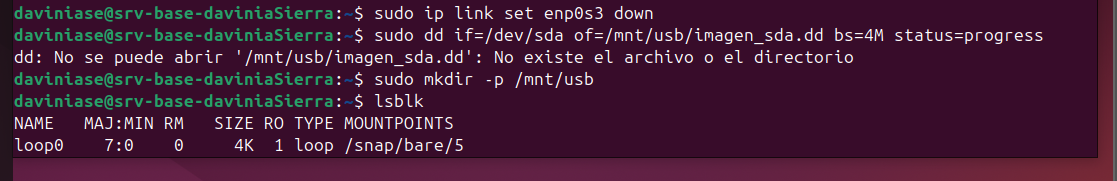 daviniase@srv-base-daviniaSierra:~$ sudo ip link set enp0s3 down
daviniase@srv-base-daviniaSierra:~$ sudo dd if=/dev/sda of=/mnt/usb/imagen_sda.dd bs=4M status=progress
dd: No se puede abrir '/mnt/usb/imagen_sda.dd': No existe el archivo o el directorio
daviniase@srv-base-daviniaSierra:~$ sudo mkdir -p /mnt/usb
daviniase@srv-base-daviniaSierra:~$ lsblk
NAME   MAJ:MIN RM   SIZE RO TYPE MOUNTPOINTS
loop0    7:0    0     4K  1 loop /snap/bare/5